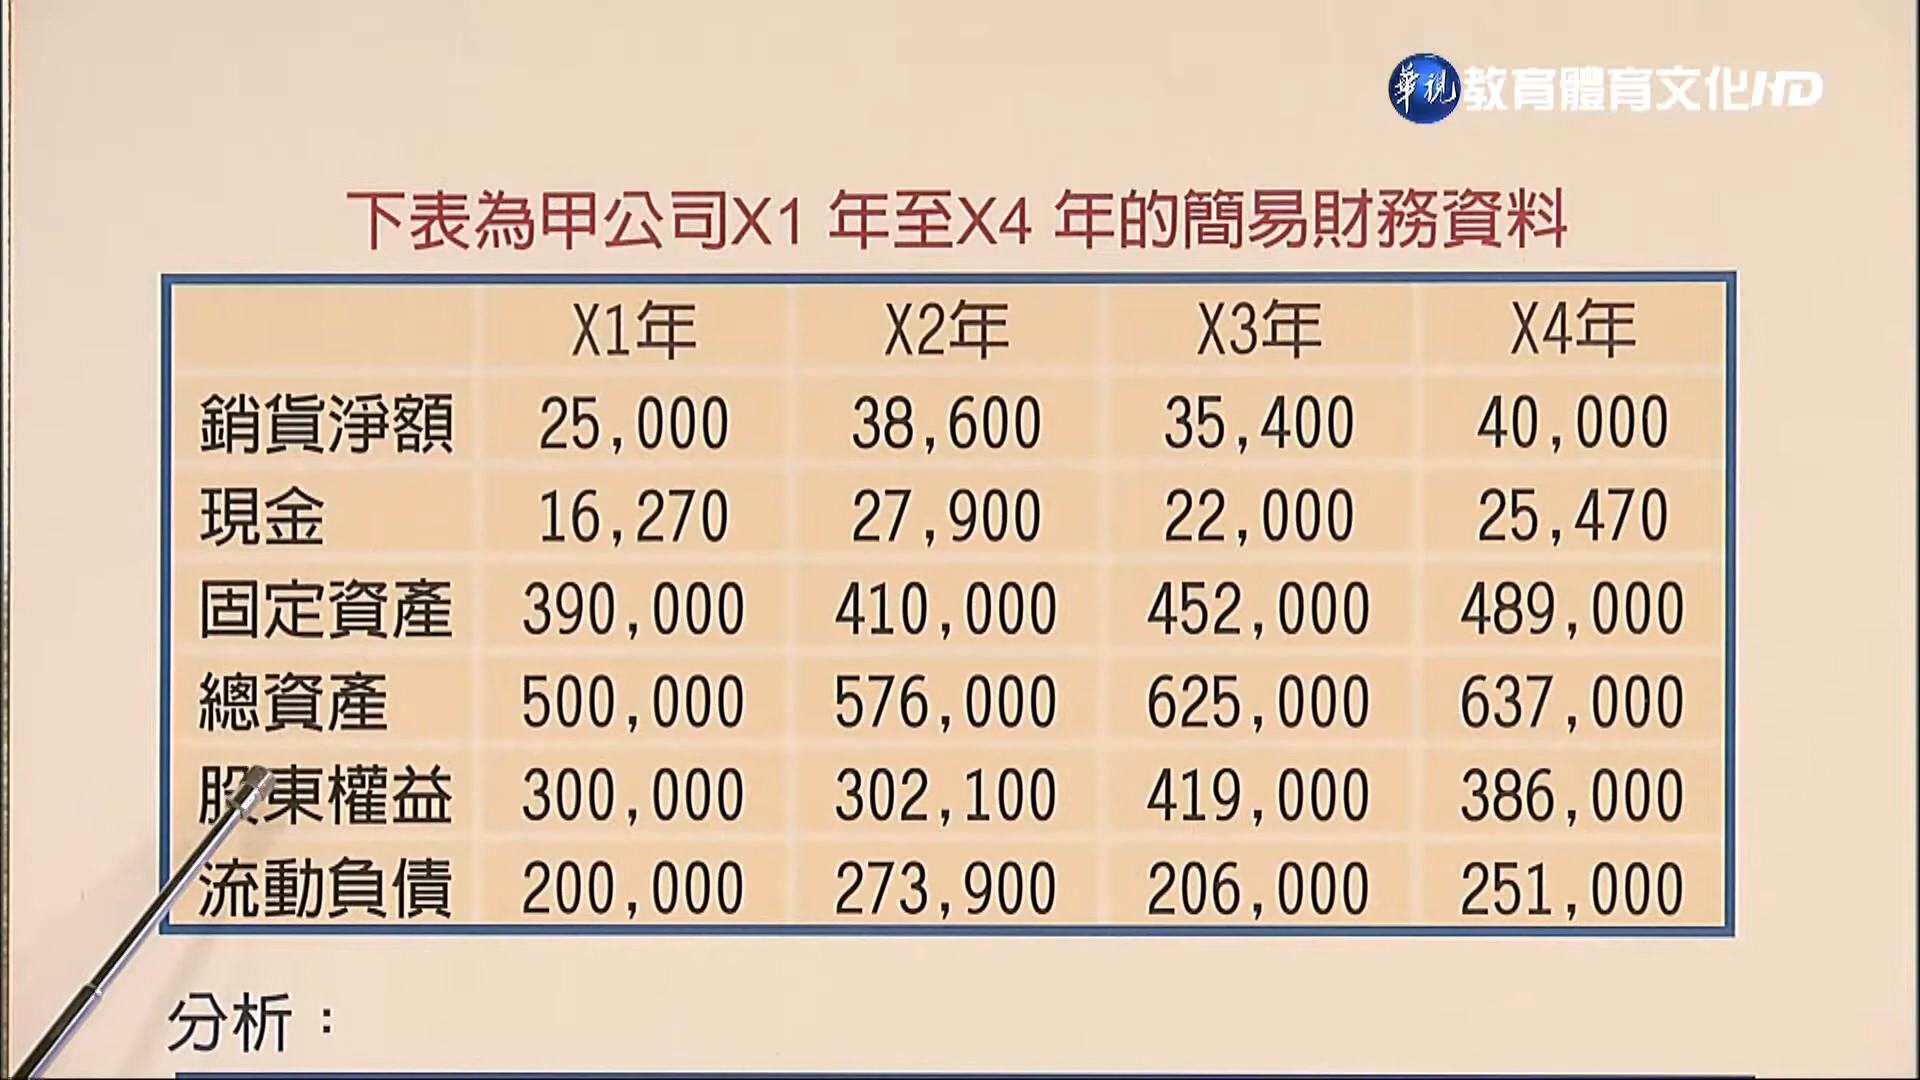 華視 教育體育文化HD
下表為甲公司X1 年至X4 年的簡易財務資料
X1年 X2年 X3年 X4年
銷貨淨額 25,000 38,600 35,400 40,000
現金 16,270 27,900 22,000 25,470
固定資產 390,000 410,000 452,000 489,000
總資產 500,000 576,000 625,000 637,000
股東權益 300,000 302,100 419,000 386,000
流動負債 200,000 273,900 206,000 251,000
分析：